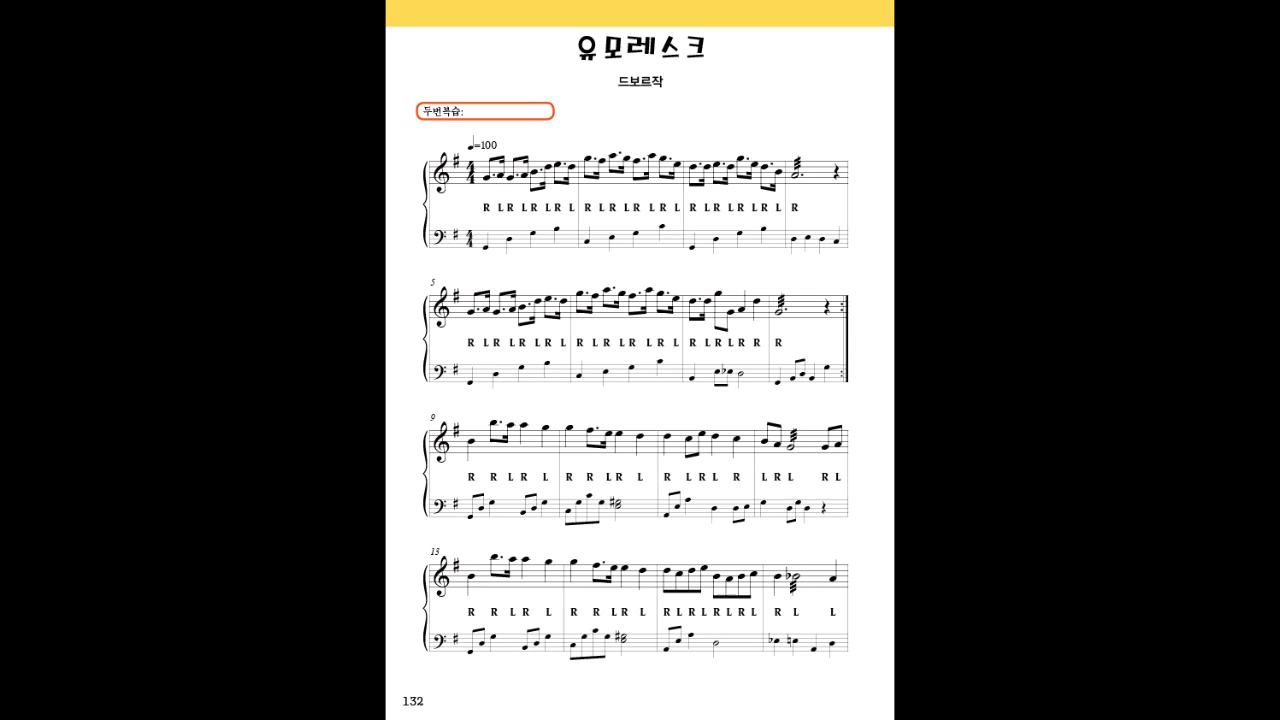 유모레스크
드보르작
두번복습:
♩=100
R L R L R L R L R L R L R L R L R L R L R L R L R
5
R L R L R L R L R L R L R L R L R L R L R R R
9
R R L R L R R L R L R L R L R L R L R L
13
R R L R L R R L R L R L R L R L R L R L L
132